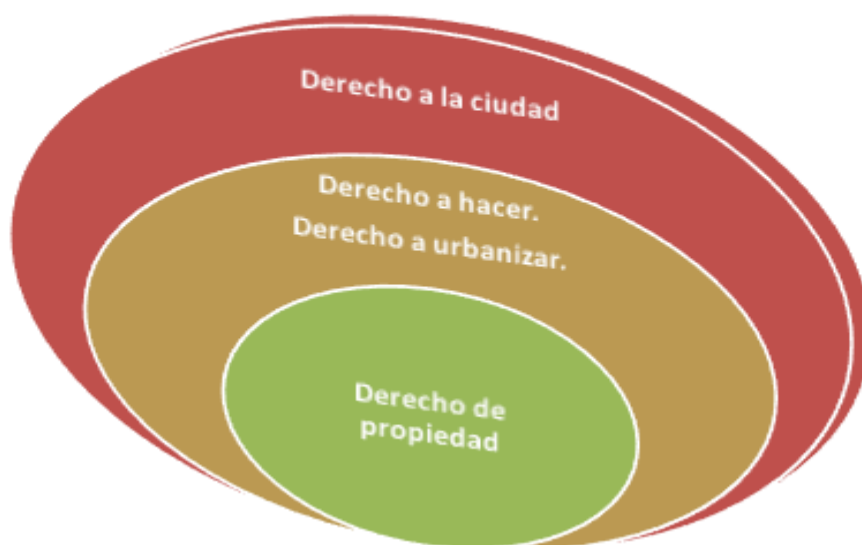 Derecho a la ciudad
Derecho a hacer.
Derecho a urbanizar.
Derecho de
propiedad